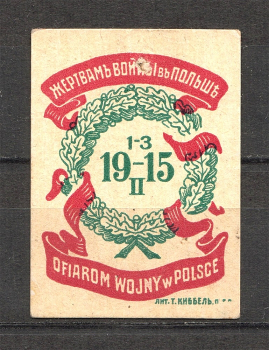 ЖЕРТВАМЪ ВОЙНЫ ВЪ ПОЛЬШѢ
1-3
19-15
II
OFIAROM WOJNY W POLSCE
ЛИТ. Т. КИББЕЛЬ,